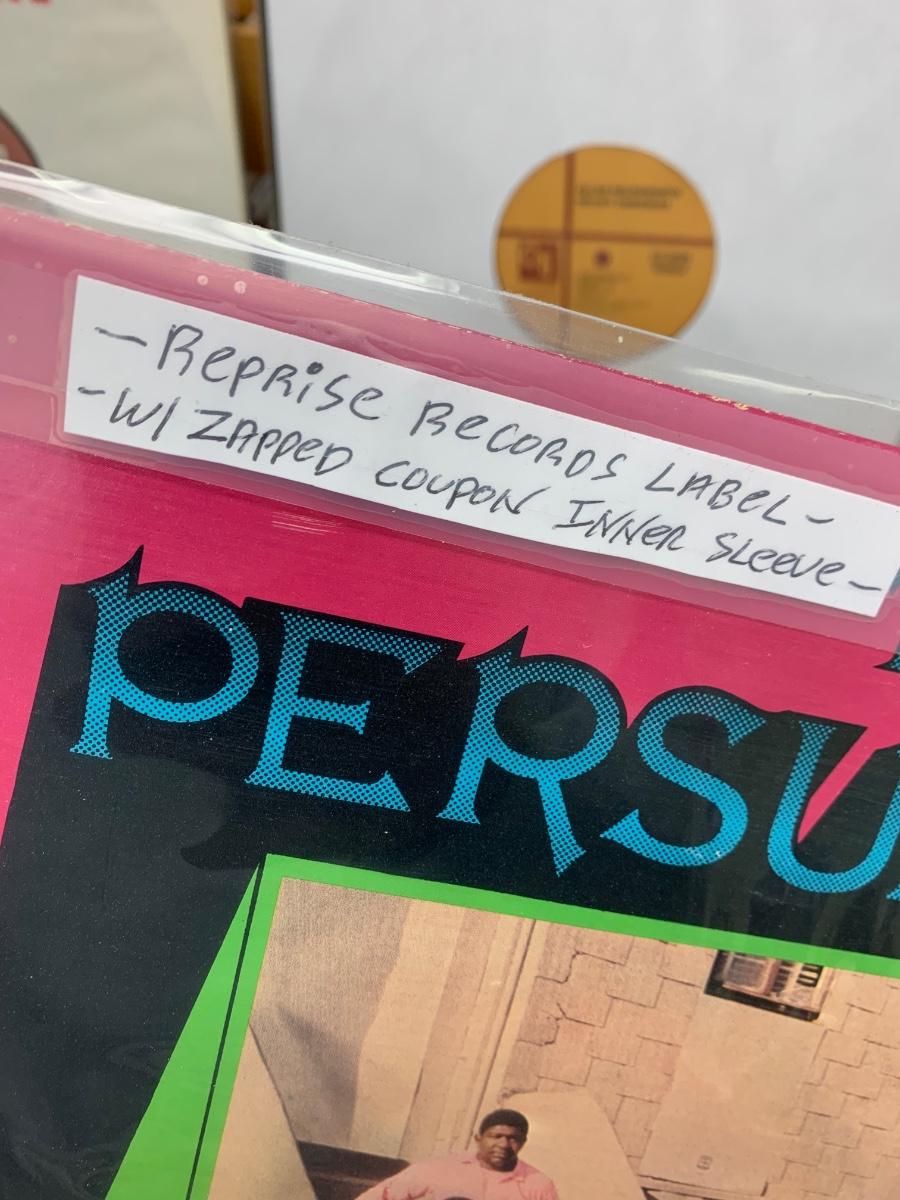 -Reprise Records Label-
-W/ Zapped Coupon Inner Sleeve-
PERSU